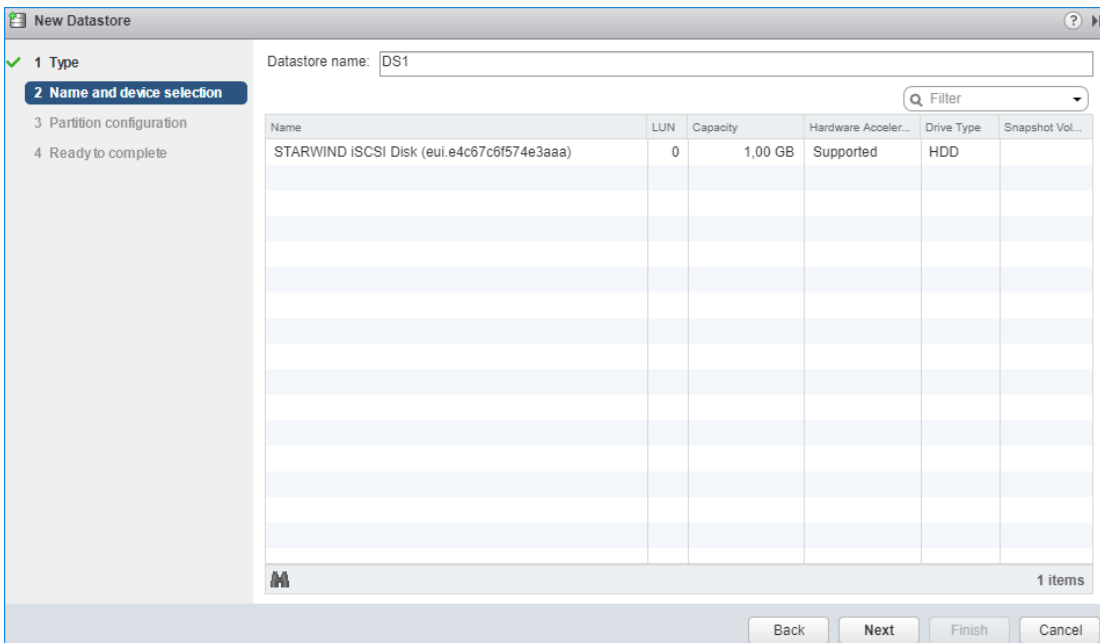 New Datastore
1 Type
2 Name and device selection
3 Partition configuration
4 Ready to complete
Datastore name: DS1
Filter
Name LUN Capacity Hardware Acceler... Drive Type Snapshot Vol...
STARWIND iSCSI Disk (eui.e4c67c6f574e3aaa) 0 1,00 GB Supported HDD
1 items
Back Next Finish Cancel